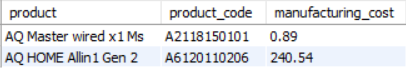 product product_code manufacturing_cost
AQ Master wired x1 Ms A2118150101 0.89
AQ HOME Allin1 Gen 2 A6120110206 240.54